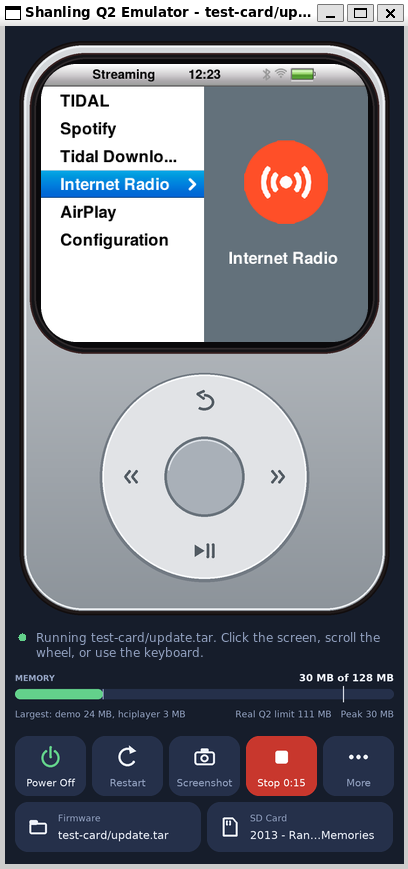 Shanling Q2 Emulator - test-card/up...
Streaming 12:23
TIDAL
Spotify
Tidal Downlo...
Internet Radio
AirPlay
Configuration
Internet Radio
Running test-card/update.tar. Click the screen, scroll the
wheel, or use the keyboard.
MEMORY 30 MB of 128 MB
Largest: demo 24 MB, hciplayer 3 MB Real Q2 limit 111 MB Peak 30 MB
Power Off Restart Screenshot Stop 0:15 More
Firmware
test-card/update.tar
SD Card
2013 - Ran...Memories